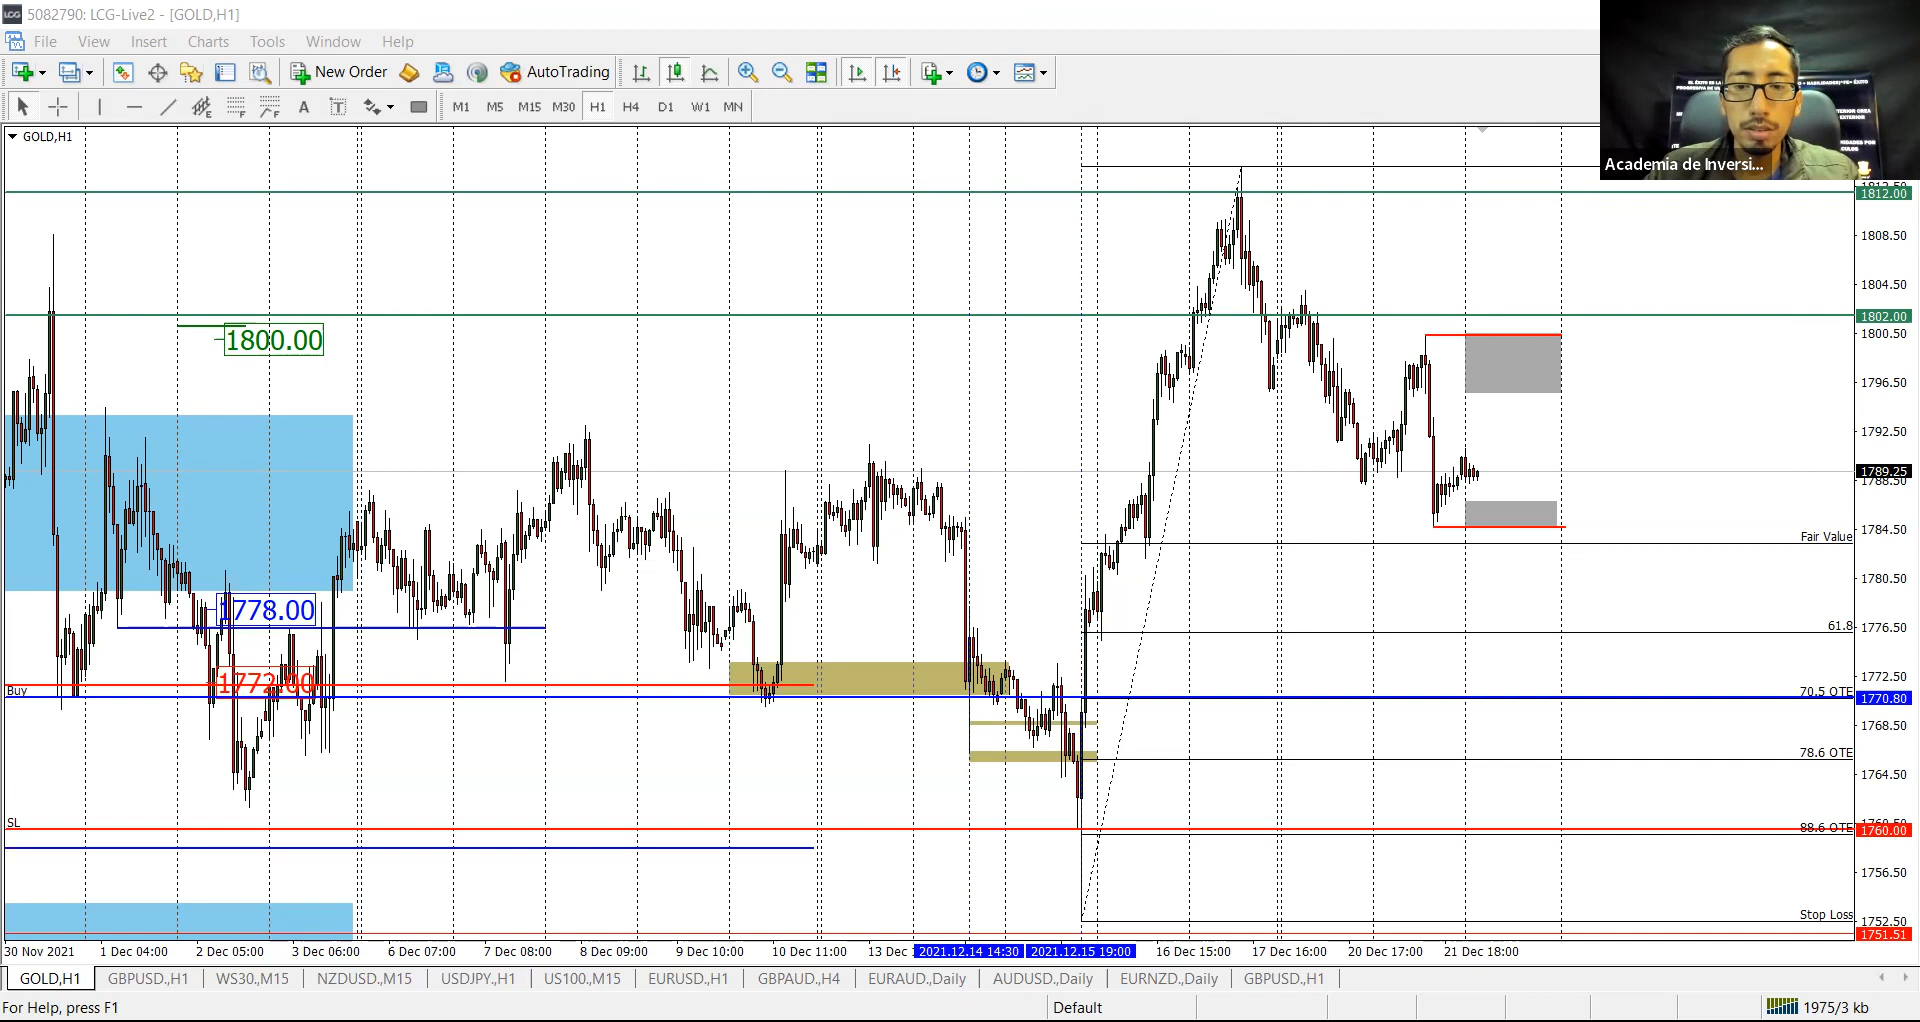 LCG 5082790: LCG-Live2 - [GOLD,H1]
File View Insert Charts Tools Window Help
New Order AutoTrading
A T M1 M5 M15 M30 H1 H4 D1 W1 MN
Academia de Inversi...
GOLD,H1
1812.00
1808.50
1804.50
1802.00
1800.50
1800.00
1796.50
1792.50
1789.25
1788.50
1784.50
Fair Value
1780.50
1778.00
61.8
1776.50
1772.00
1772.50
Buy
70.5 OTE
1770.80
1768.50
78.6 OTE
1764.50
SL
88.6 OTE
1760.00
1756.50
Stop Loss
1752.50
1751.51
30 Nov 2021 1 Dec 04:00 2 Dec 05:00 3 Dec 06:00 6 Dec 07:00 7 Dec 08:00 8 Dec 09:00 9 Dec 10:00 10 Dec 11:00 13 Dec 2021.12.14 14:30 2021.12.15 19:00 16 Dec 15:00 17 Dec 16:00 20 Dec 17:00 21 Dec 18:00
GOLD,H1 GBPUSD.,H1 WS30.,M15 NZDUSD.,M15 USDJPY.,H1 US100.,M15 EURUSD.,H1 GBPAUD.,H4 EURAUD.,Daily AUDUSD.,Daily EURNZD.,Daily GBPUSD.,H1
For Help, press F1 Default 1975/3 kb